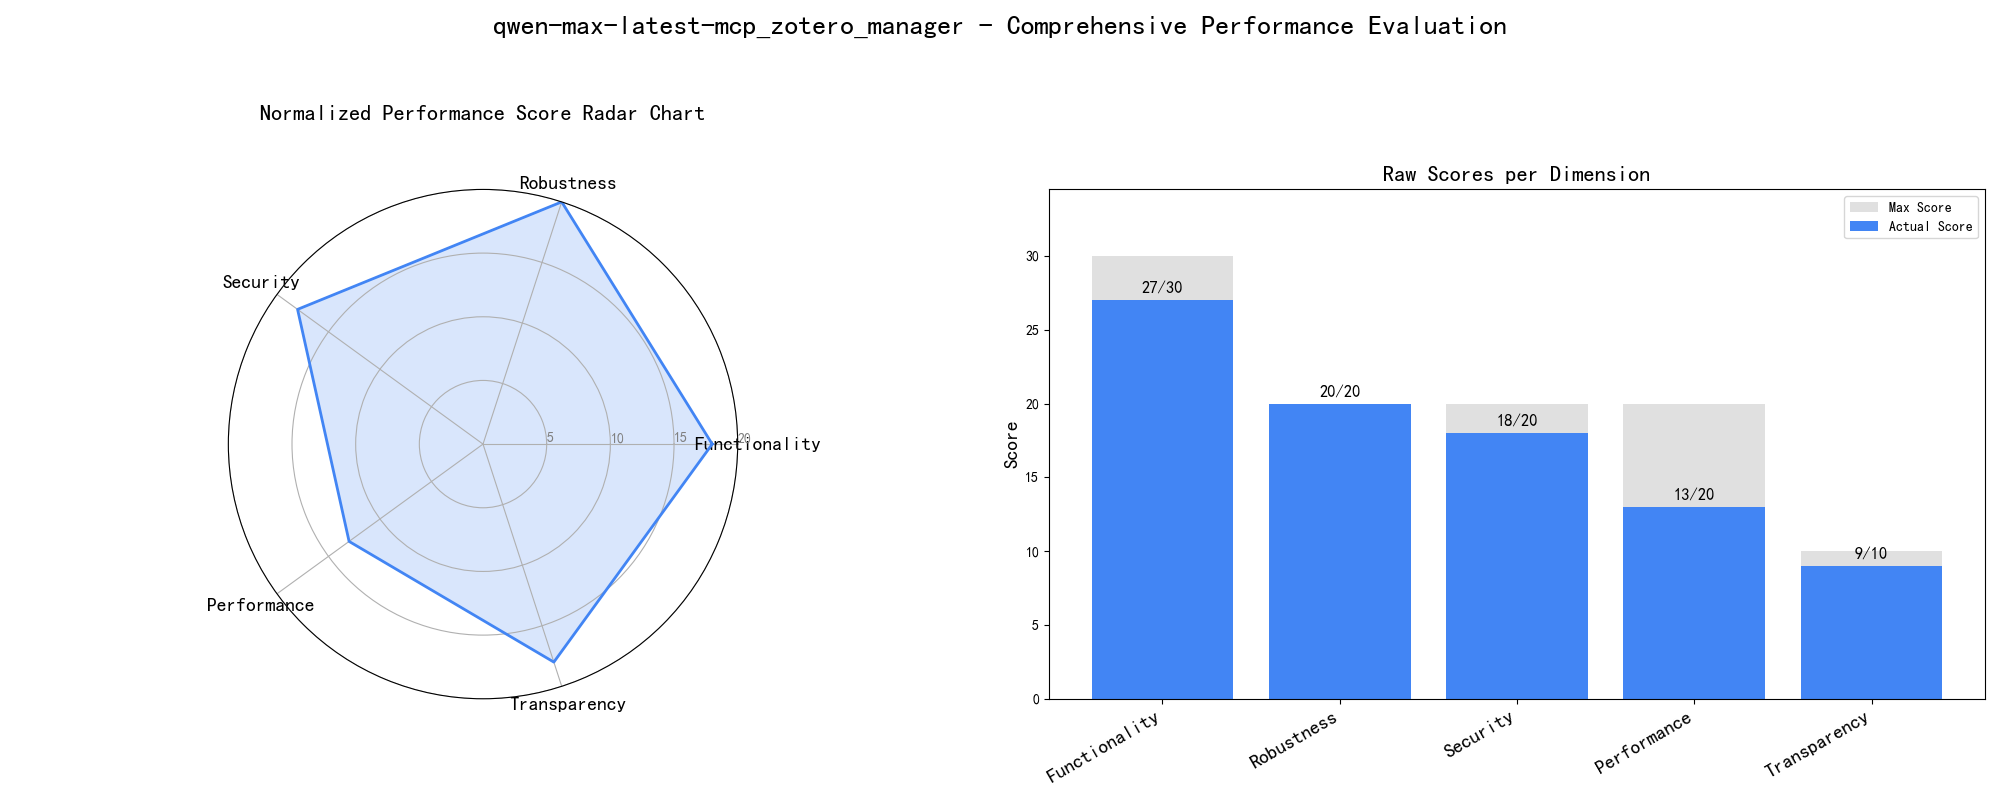 qwen-max-latest-mcp_zotero_manager - Comprehensive Performance Evaluation
Normalized Performance Score Radar Chart
Robustness
Security
Functionality
Performance
Transparency
5
10
15
20
Raw Scores per Dimension
Max Score
Actual Score
Score
30
25
20
15
10
5
0
27/30
20/20
18/20
13/20
9/10
Functionality
Robustness
Security
Performance
Transparency